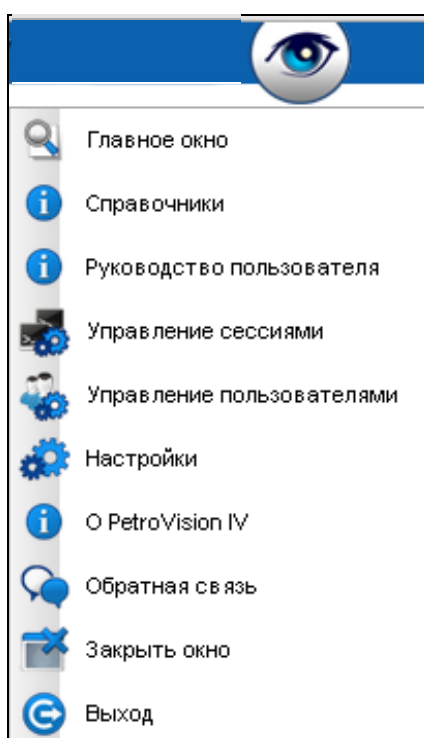 Главное окно
Справочники
Руководство пользователя
Управление сессиями
Управление пользователями
Настройки
О PetroVision IV
Обратная связь
Закрыть окно
Выход